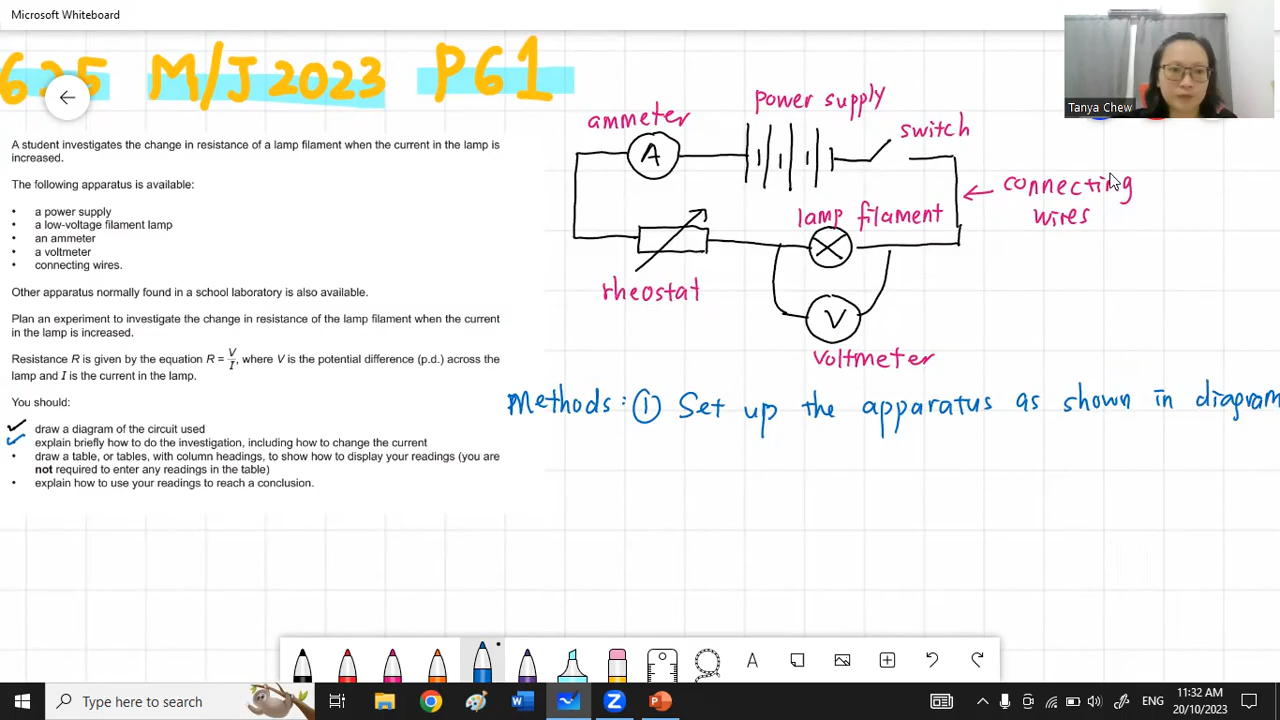 Microsoft Whiteboard
625 M/J 2023 P61
Tanya Chew
A student investigates the change in resistance of a lamp filament when the current in the lamp is
increased.
The following apparatus is available:
• a power supply
• a low-voltage filament lamp
• an ammeter
• a voltmeter
• connecting wires.
Other apparatus normally found in a school laboratory is also available.
Plan an experiment to investigate the change in resistance of the lamp filament when the current
in the lamp is increased.
Resistance R is given by the equation R = V/I, where V is the potential difference (p.d.) across the
lamp and I is the current in the lamp.
You should:
draw a diagram of the circuit used
explain briefly how to do the investigation, including how to change the current
• draw a table, or tables, with column headings, to show how to display your readings (you are
not required to enter any readings in the table)
• explain how to use your readings to reach a conclusion.
ammeter
power supply
switch
A
connecting
wires
lamp filament
rheostat
V
voltmeter
Methods: ① Set up the apparatus as shown in diagram
Type here to search
ENG
11:32 AM
20/10/2023